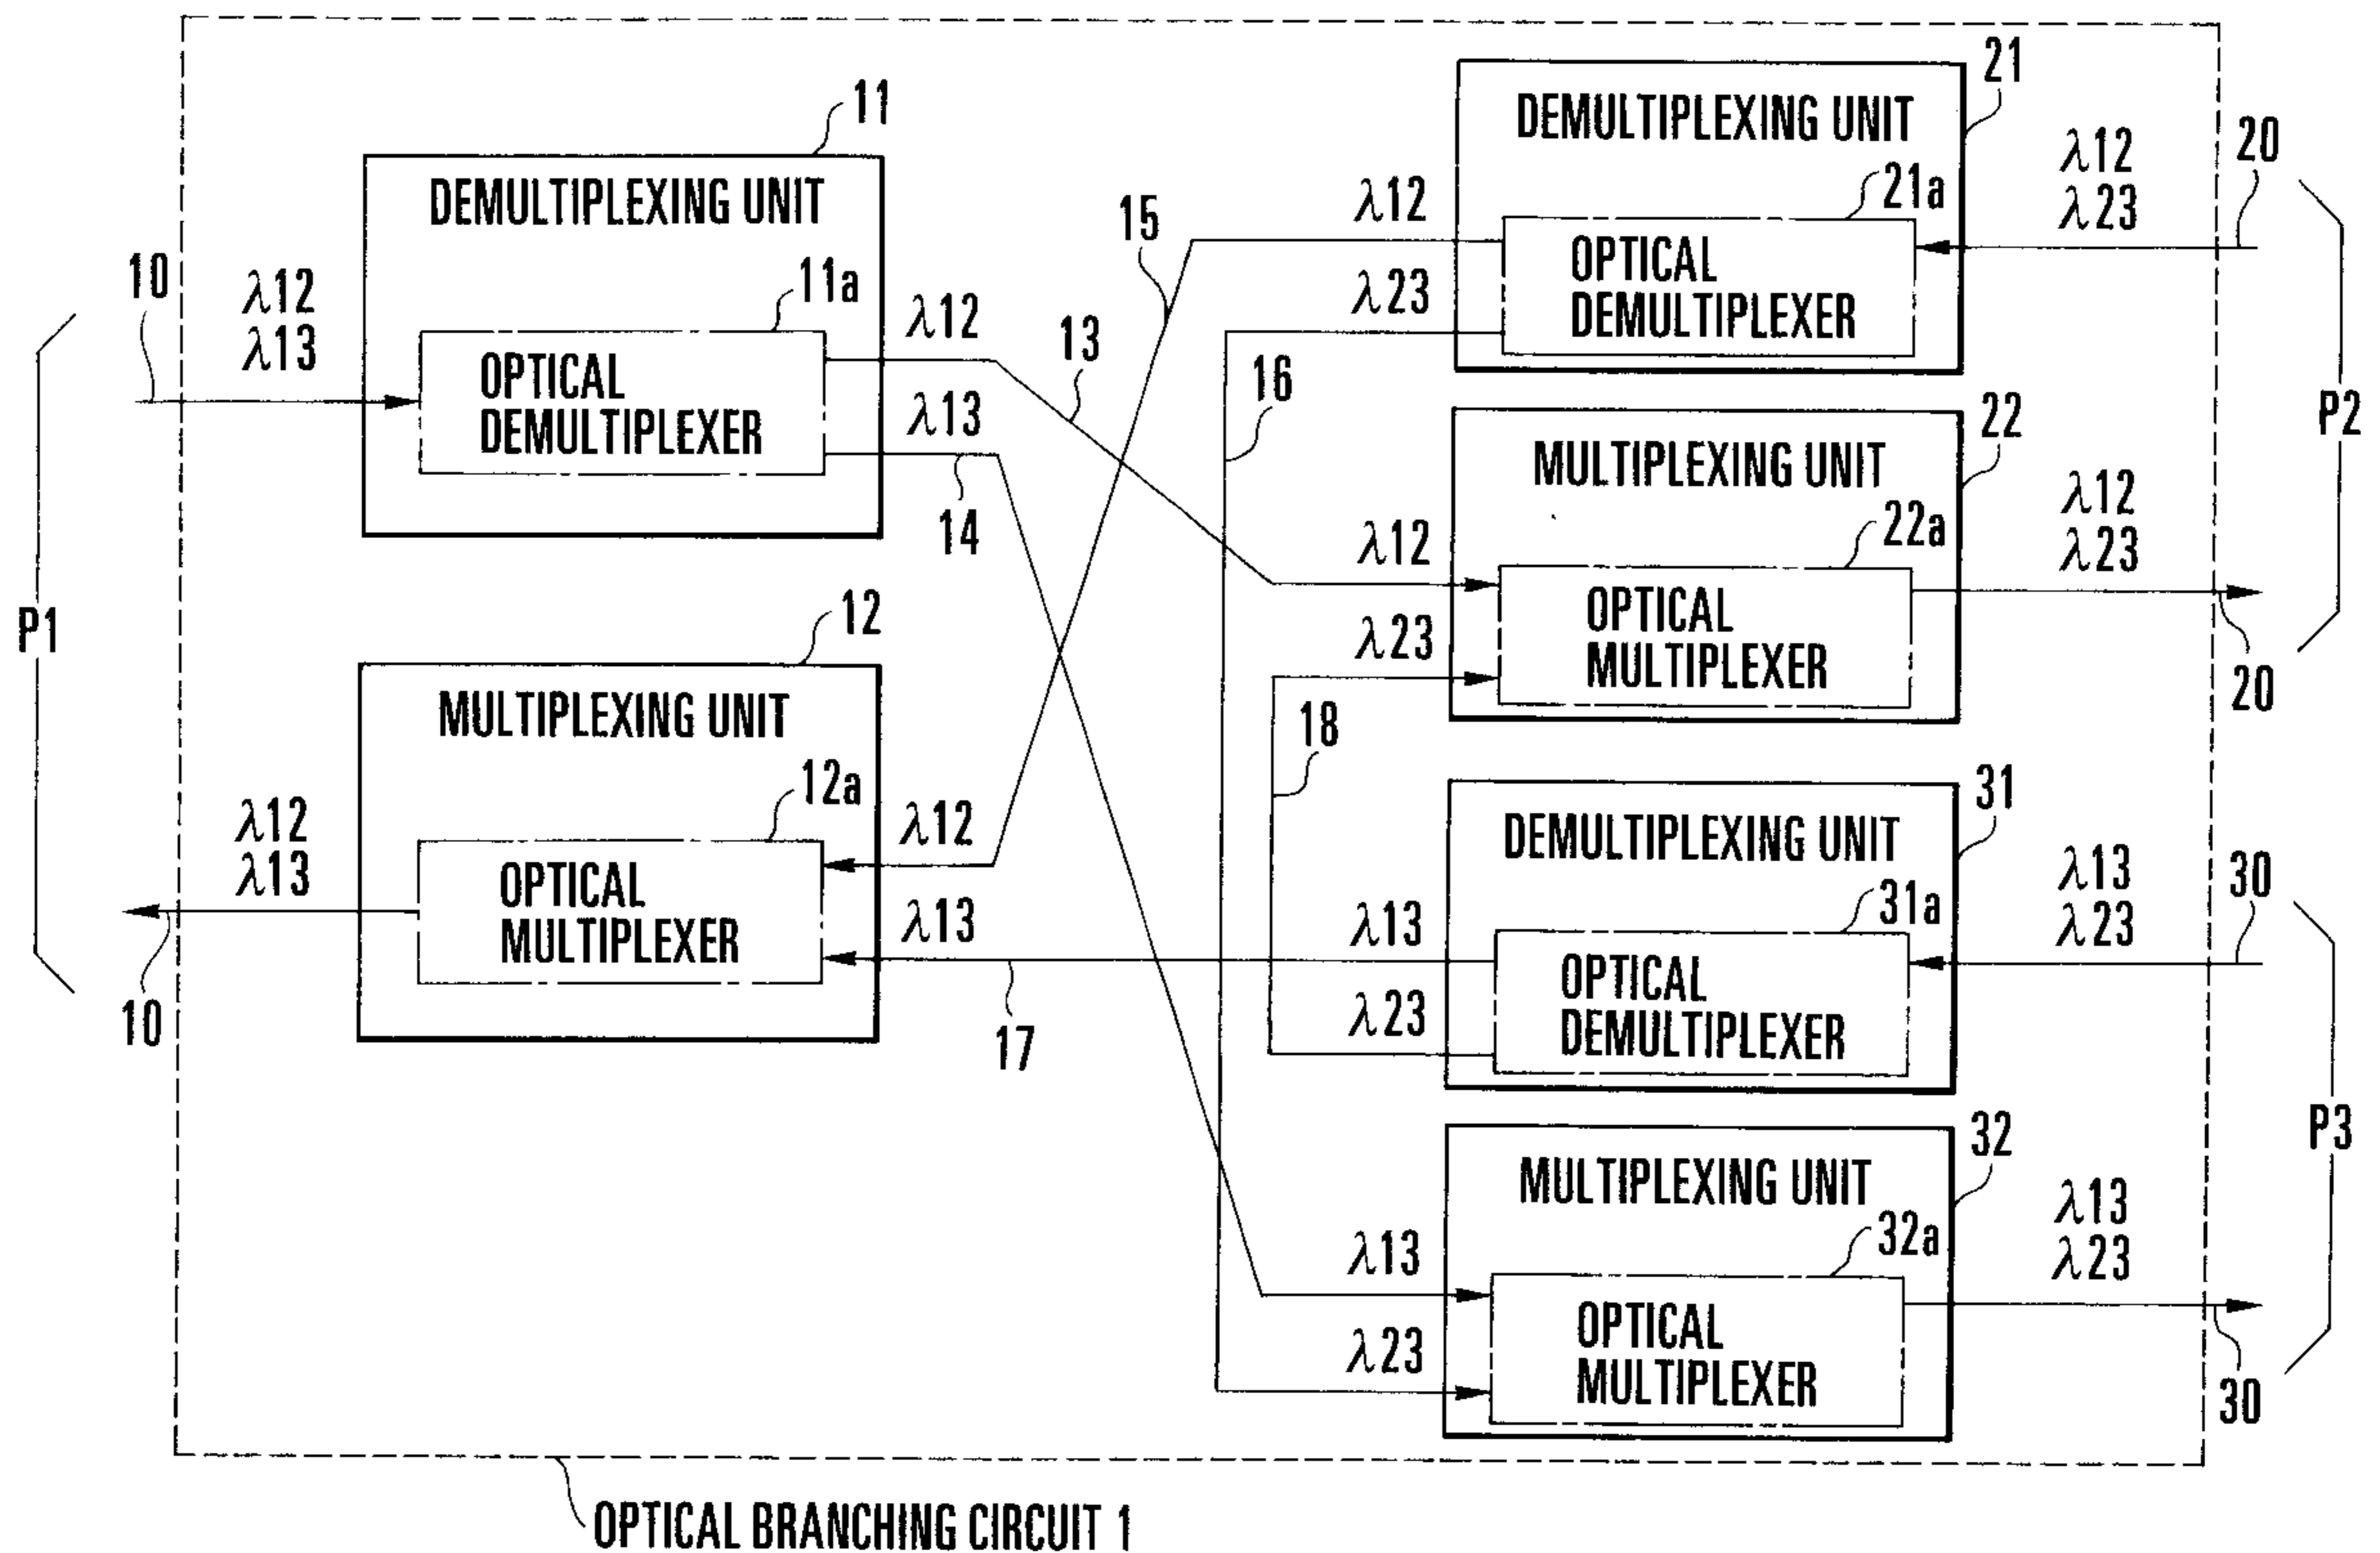 11
DEMULTIPLEXING UNIT
11a
OPTICAL
DEMULTIPLEXER
10
λ12
λ13
λ12
λ13
13
14
15
16
P1
12
MULTIPLEXING UNIT
12a
OPTICAL
MULTIPLEXER
λ12
λ13
10
λ12
λ13
17
18
21
DEMULTIPLEXING UNIT
21a
OPTICAL
DEMULTIPLEXER
λ12
λ23
λ12
λ23
20
22
MULTIPLEXING UNIT
22a
OPTICAL
MULTIPLEXER
λ12
λ23
λ12
λ23
20
P2
31
DEMULTIPLEXING UNIT
31a
OPTICAL
DEMULTIPLEXER
λ13
λ23
λ13
λ23
30
32
MULTIPLEXING UNIT
32a
OPTICAL
MULTIPLEXER
λ13
λ23
λ13
λ23
30
P3
OPTICAL BRANCHING CIRCUIT 1